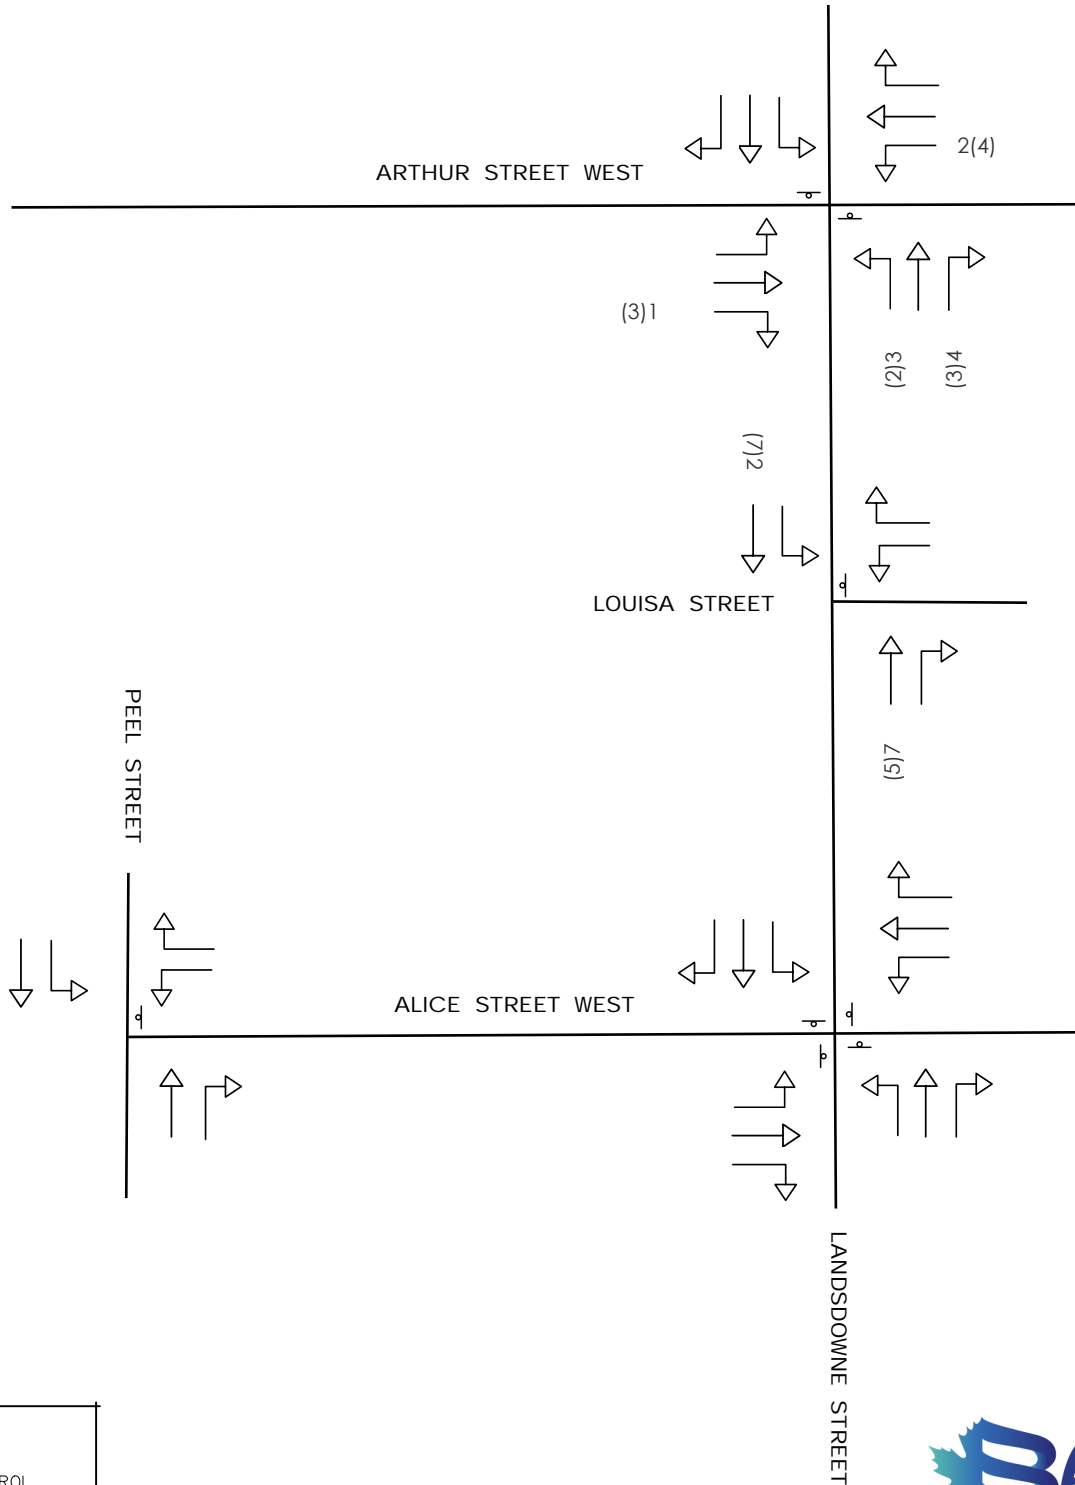 2(4)
ARTHUR STREET WEST
(3)1
(2)3
(3)4
(7)2
LOUISA STREET
PEEL STREET
(5)7
ALICE STREET WEST
LANDSDOWNE STREET